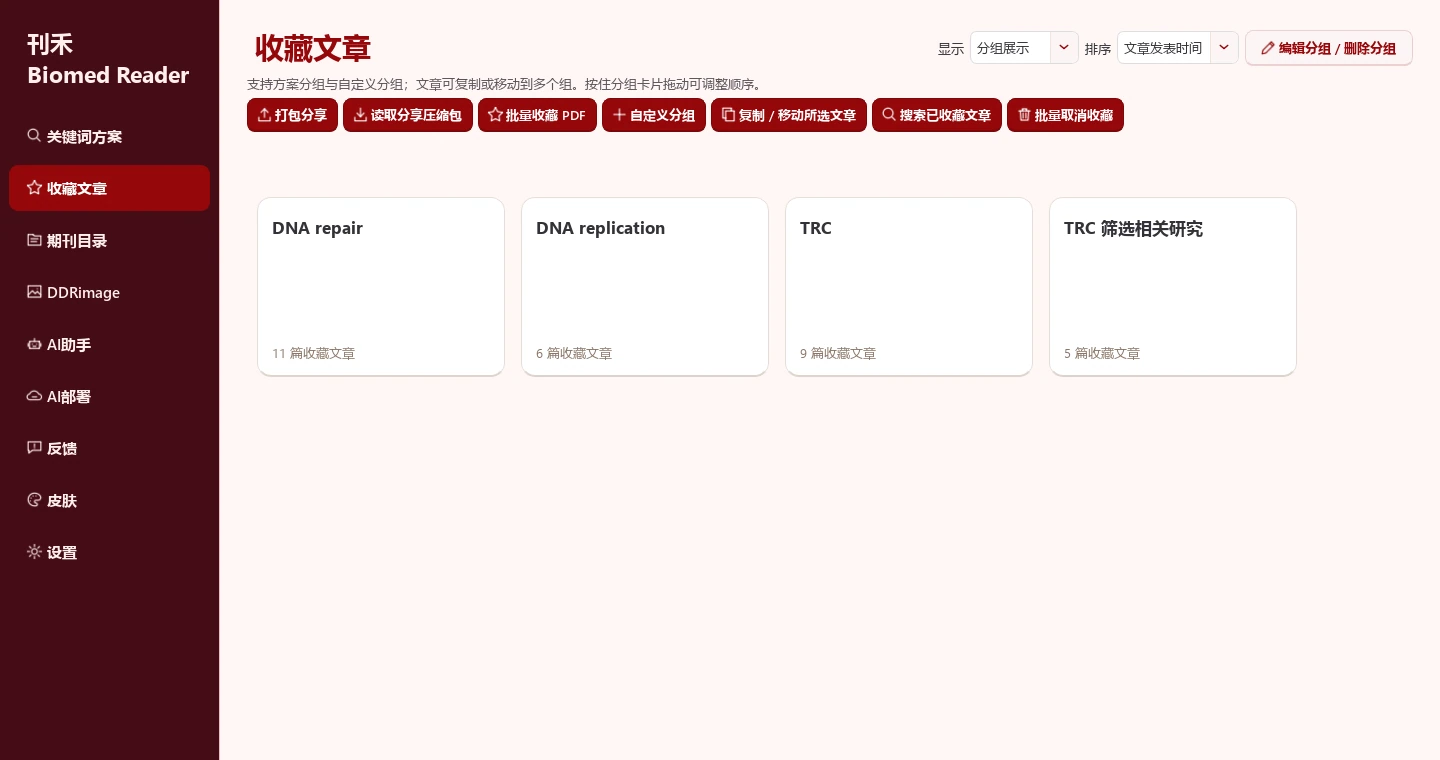 刊禾
Biomed Reader
关键词方案
收藏文章
期刊目录
DDRimage
AI助手
AI部署
反馈
皮肤
设置
收藏文章
显示 分组展示 排序 文章发表时间 编辑分组 / 删除分组
支持方案分组与自定义分组；文章可复制或移动到多个组。按住分组卡片拖动可调整顺序。
打包分享 读取分享压缩包 批量收藏 PDF 自定义分组 复制 / 移动所选文章 搜索已收藏文章 批量取消收藏
DNA repair
11 篇收藏文章
DNA replication
6 篇收藏文章
TRC
9 篇收藏文章
TRC 筛选相关研究
5 篇收藏文章